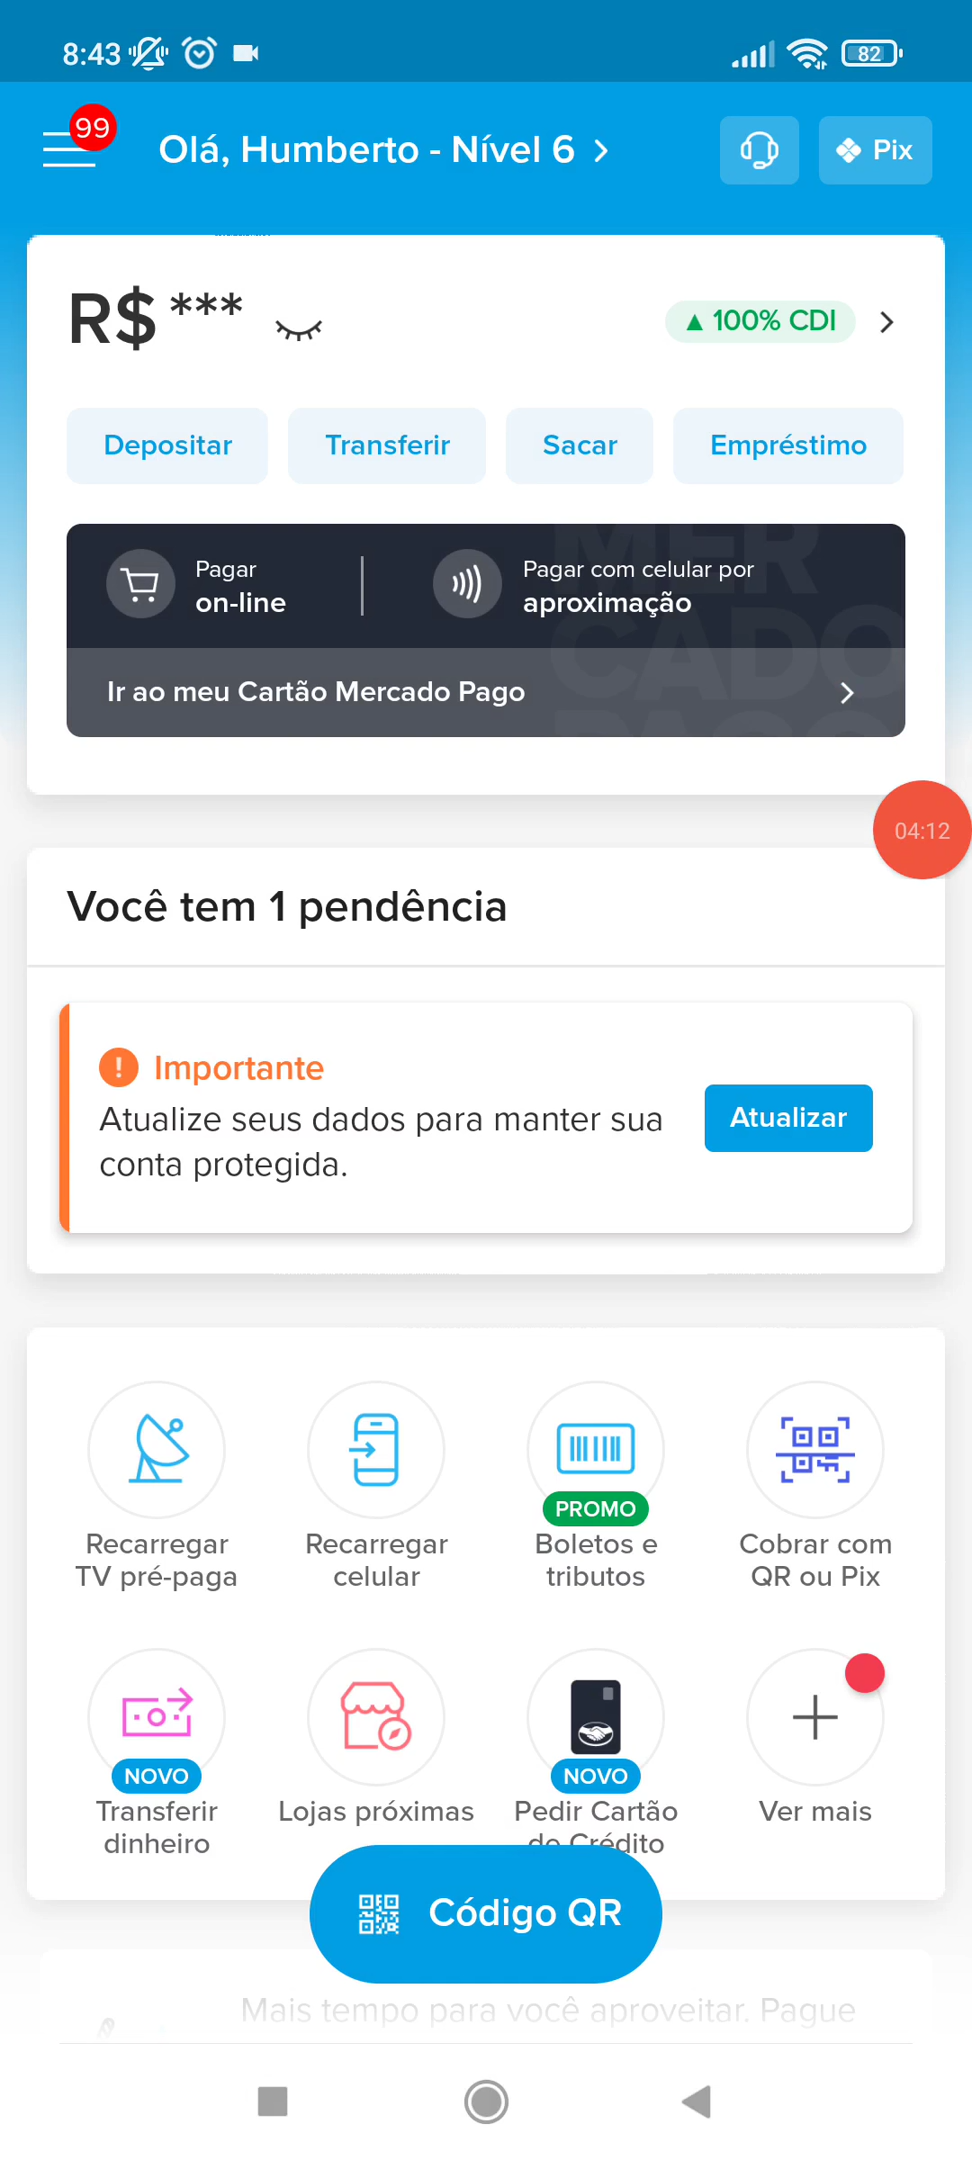 8:43
82
99
Olá, Humberto - Nível 6
Pix
R$ ***
100% CDI
Depositar
Transferir
Sacar
Empréstimo
Pagar
on-line
Pagar com celular por
aproximação
MER
CADO
PAGO
Ir ao meu Cartão Mercado Pago
04:12
Você tem 1 pendência
Importante
Atualize seus dados para manter sua
conta protegida.
Atualizar
Recarregar
TV pré-paga
Recarregar
celular
PROMO
Boletos e
tributos
Cobrar com
QR ou Pix
NOVO
Transferir
dinheiro
Lojas próximas
NOVO
Pedir Cartão
de Crédito
Ver mais
Código QR
Mais tempo para você aproveitar. Pague